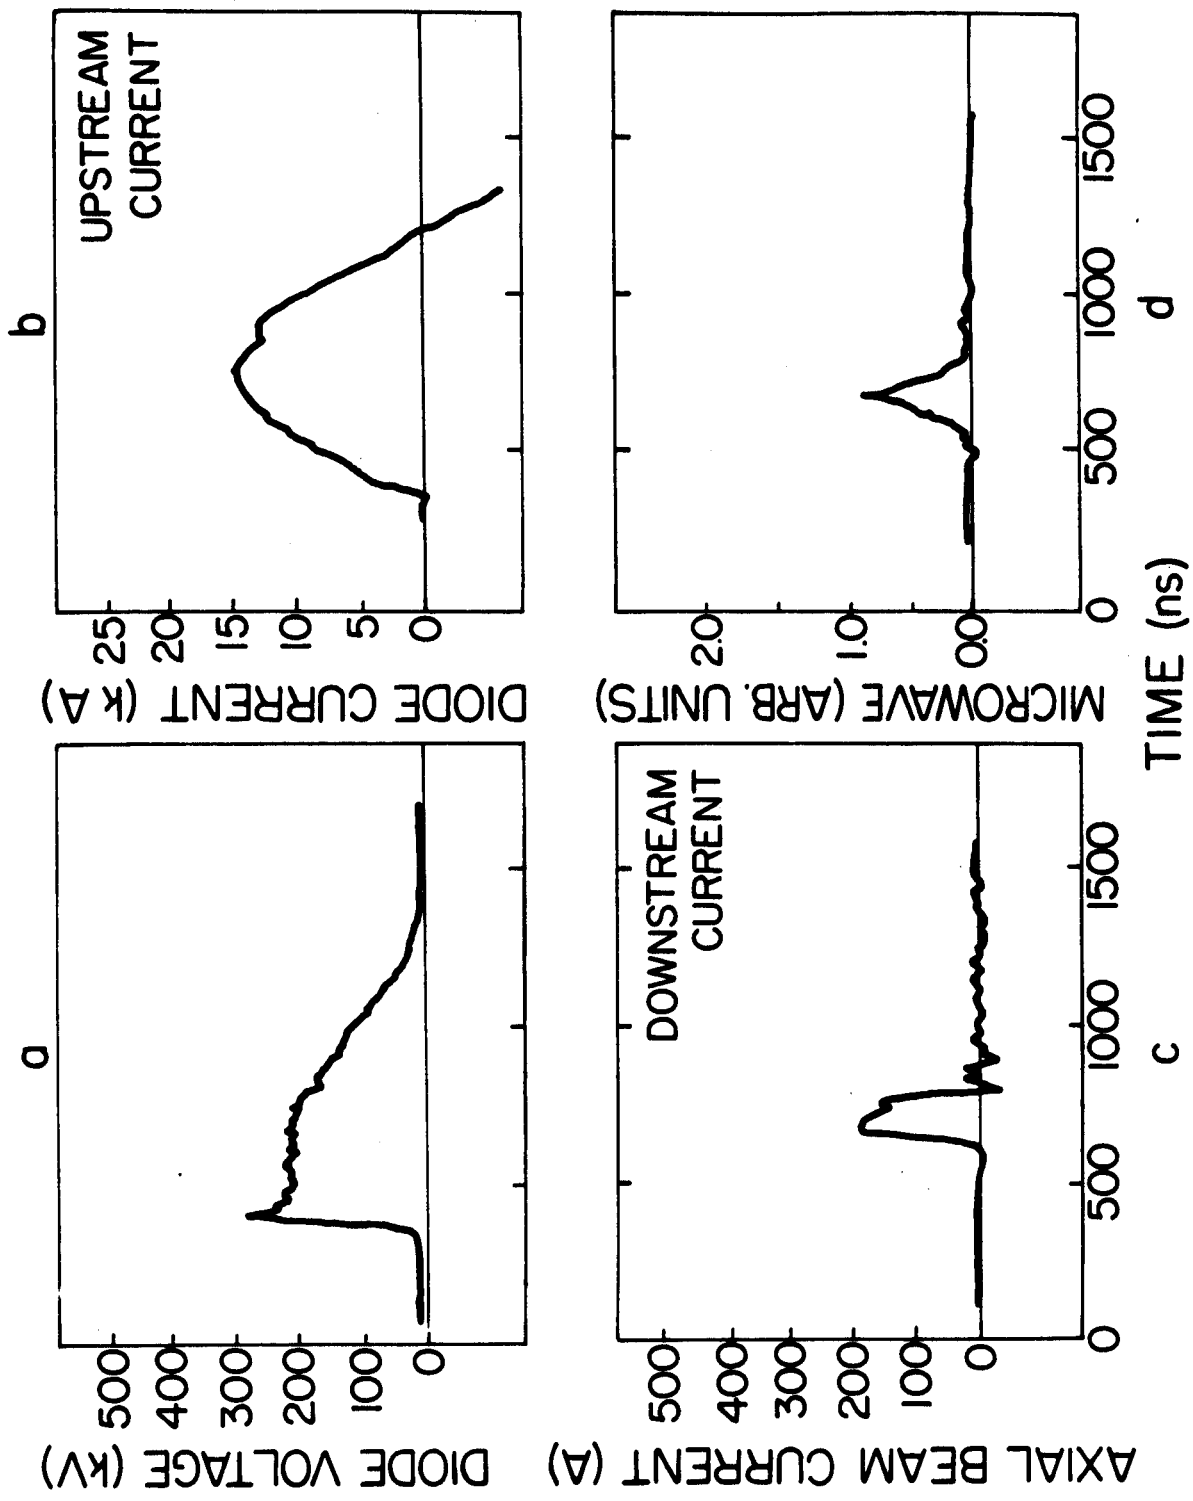 a
DIODE VOLTAGE (kV)
500
400
300
200
100
0
b
UPSTREAM
CURRENT
DIODE CURRENT (kA)
25
20
15
10
5
0
c
DOWNSTREAM
CURRENT
AXIAL BEAM CURRENT (A)
500
400
300
200
100
0
0
500
1000
1500
d
MICROWAVE (ARB. UNITS)
2.0
1.0
0.0
0
500
1000
1500
TIME (ns)